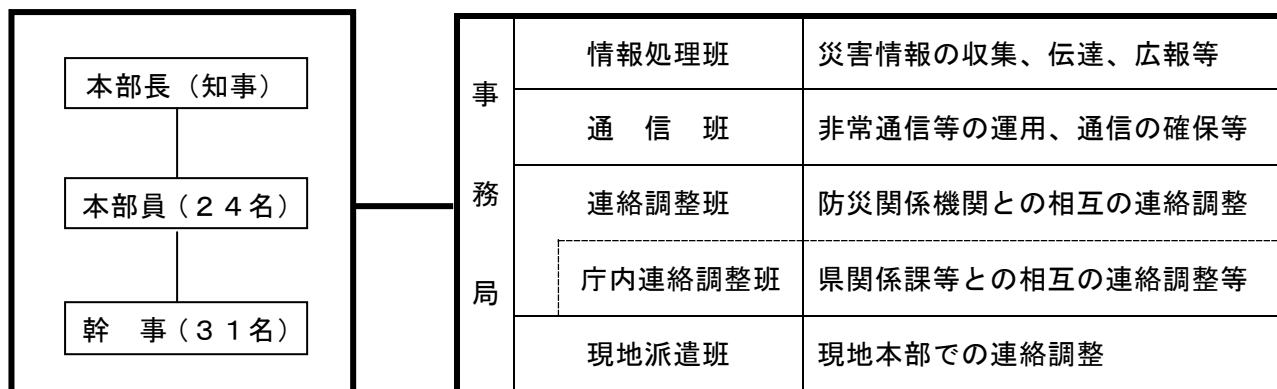 本部長（知事）
本部員（２４名）
幹　事（３１名）
事務局
情報処理班　災害情報の収集、伝達、広報等
通　信　班　非常通信等の運用、通信の確保等
連絡調整班　防災関係機関との相互の連絡調整
庁内連絡調整班　県関係課等との相互の連絡調整等
現地派遣班　現地本部での連絡調整